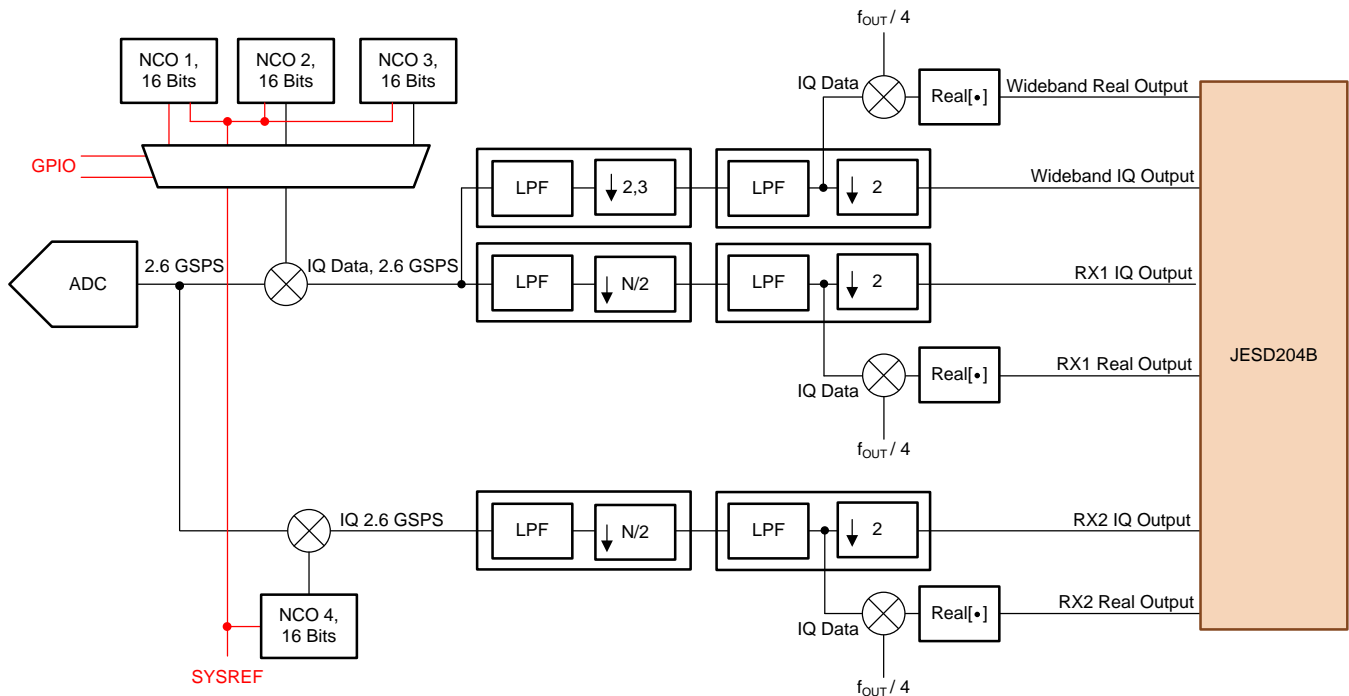 f_OUT / 4
NCO 1,
16 Bits
NCO 2,
16 Bits
NCO 3,
16 Bits
IQ Data
Real[•]
Wideband Real Output
GPIO
LPF
2,3
LPF
2
Wideband IQ Output
ADC
2.6 GSPS
IQ Data, 2.6 GSPS
LPF
N/2
LPF
2
RX1 IQ Output
JESD204B
IQ Data
Real[•]
RX1 Real Output
f_OUT / 4
IQ 2.6 GSPS
LPF
N/2
LPF
2
RX2 IQ Output
NCO 4,
16 Bits
IQ Data
Real[•]
RX2 Real Output
SYSREF
f_OUT / 4